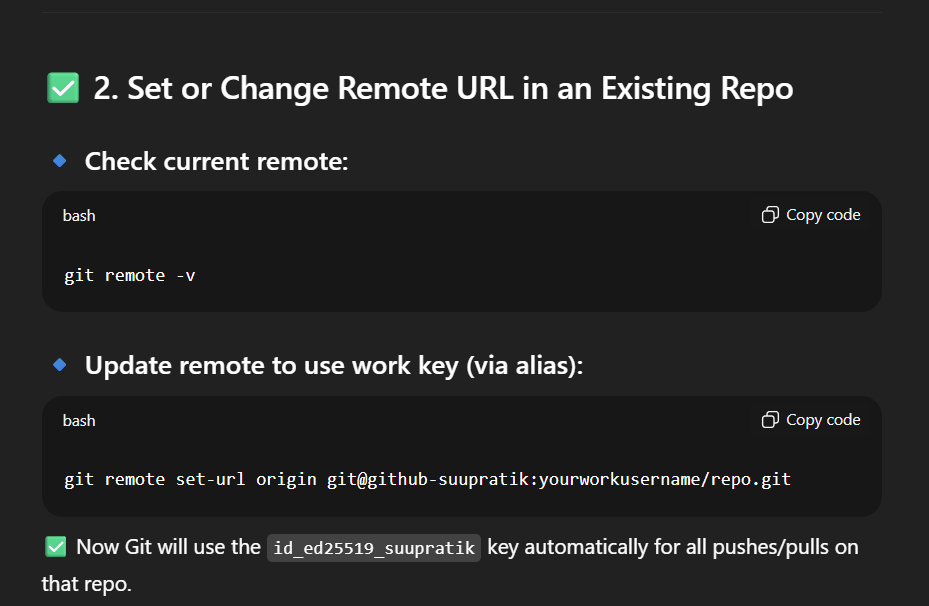 ✅ 2. Set or Change Remote URL in an Existing Repo
🔹 Check current remote:
bash
Copy code
git remote -v
🔹 Update remote to use work key (via alias):
bash
Copy code
git remote set-url origin git@github-suupratik:yourworkusername/repo.git
✅ Now Git will use the id_ed25519_suupratik key automatically for all pushes/pulls on
that repo.